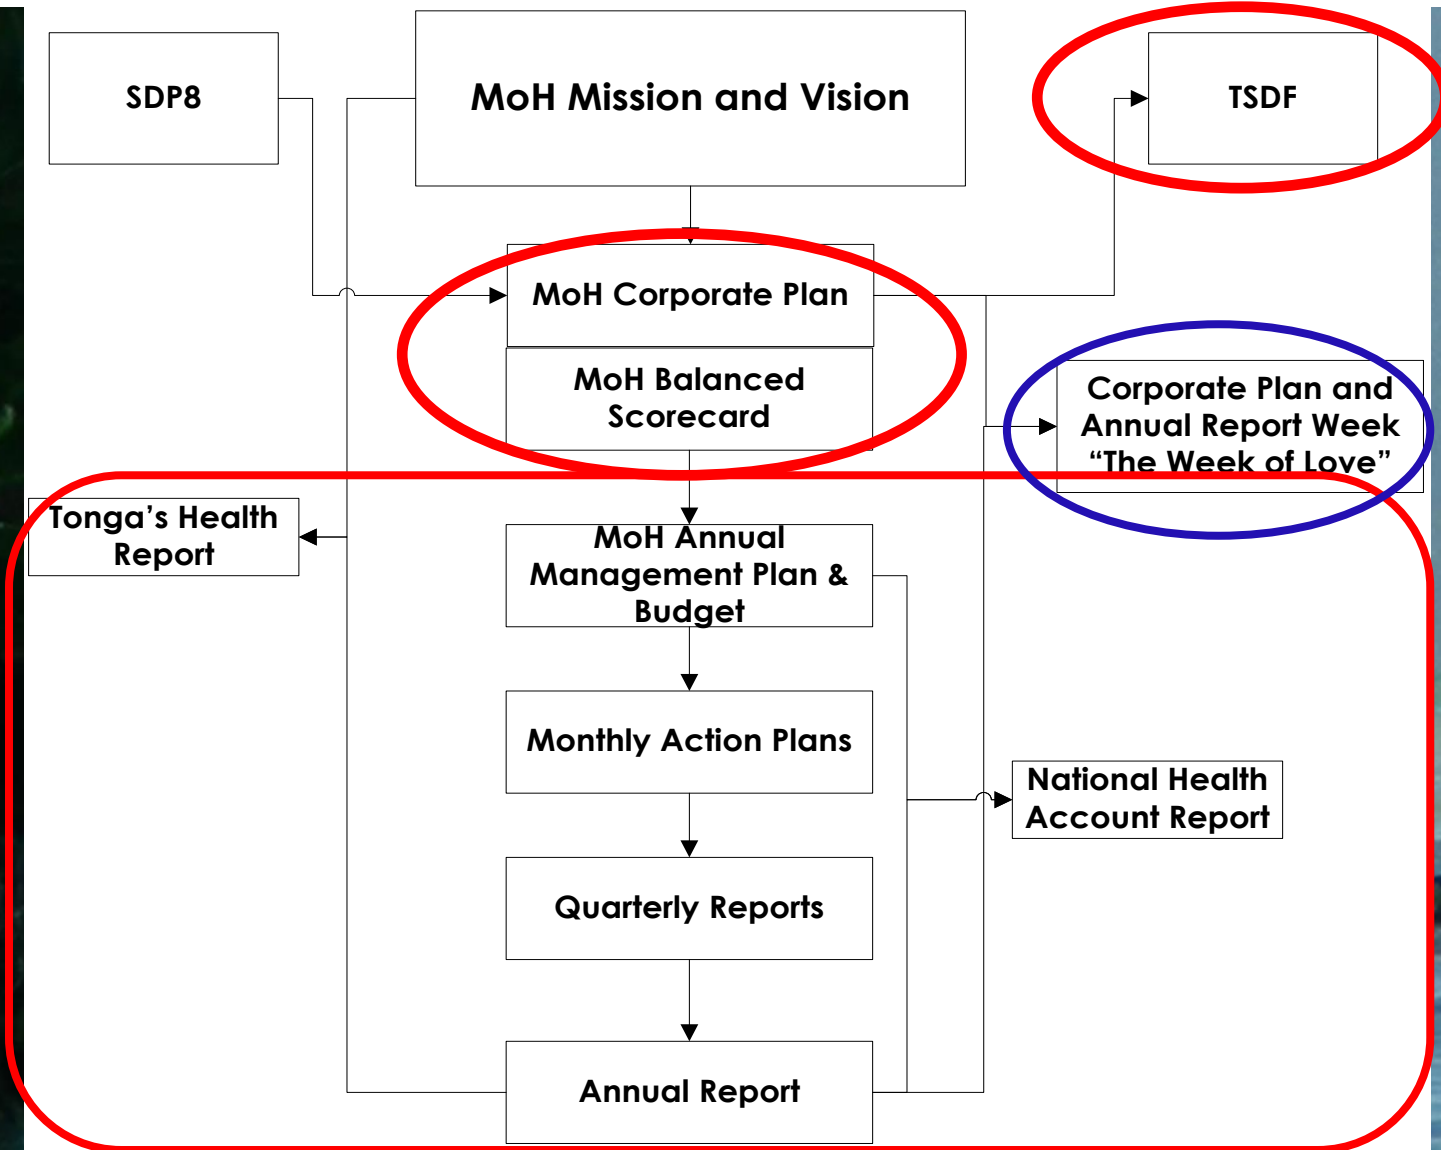 SDP8
MoH Mission and Vision
TSDF
MoH Corporate Plan
MoH Balanced
Scorecard
Corporate Plan and
Annual Report Week
“The Week of Love”
Tonga’s Health
Report
MoH Annual
Management Plan &
Budget
Monthly Action Plans
National Health
Account Report
Quarterly Reports
Annual Report